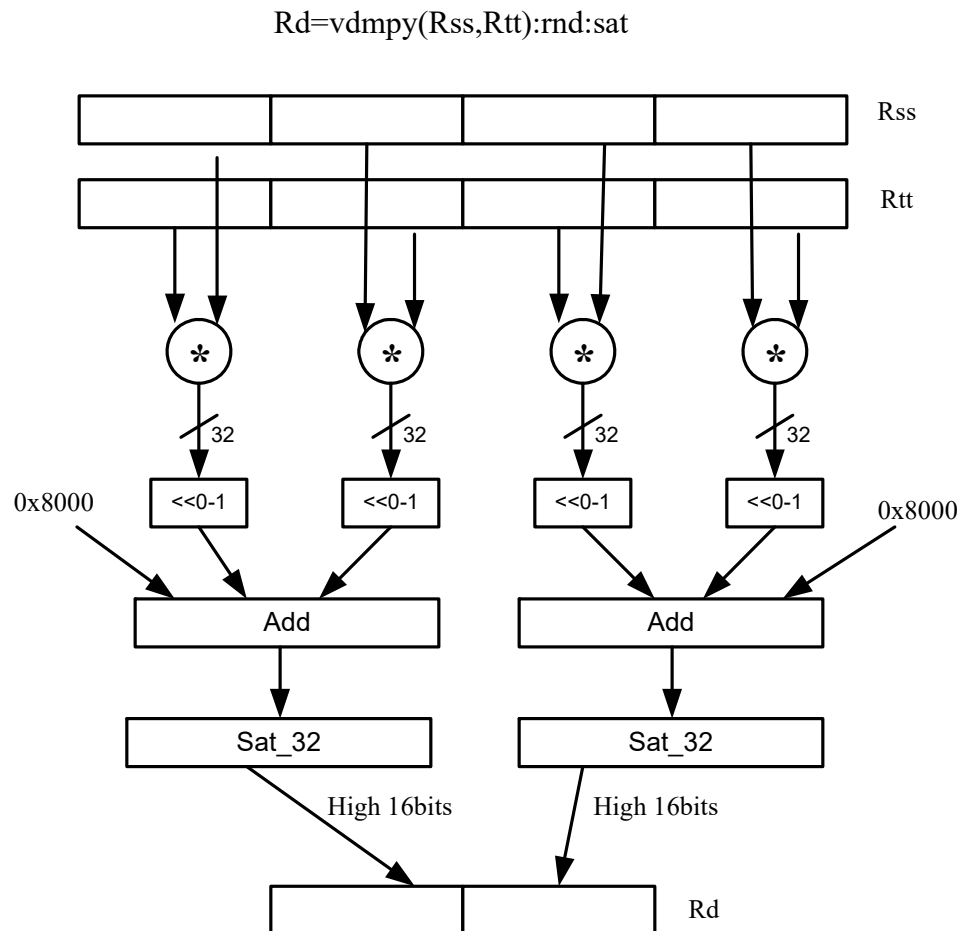 Rd=vdmpy(Rss,Rtt):rnd:sat
Rss
Rtt
* * * *
32 32 32 32
<<0-1 <<0-1 <<0-1 <<0-1
0x8000 0x8000
Add Add
Sat_32 Sat_32
High 16bits High 16bits
Rd